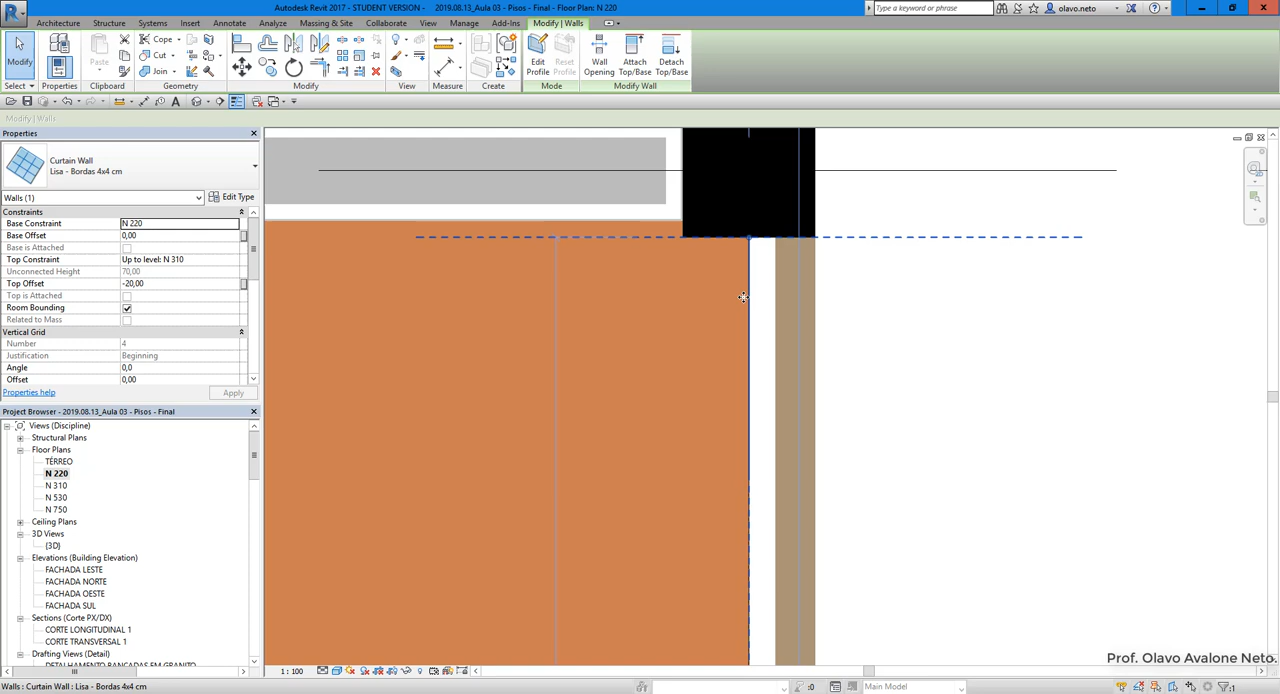 Autodesk Revit 2017 - STUDENT VERSION - 2019.08.13_Aula 03 - Pisos - Final - Floor Plan: N 220
Type a keyword or phrase
olavo.neto
Architecture Structure Systems Insert Annotate Analyze Massing & Site Collaborate View Manage Add-Ins Modify | Walls
Modify
Paste
Cope
Cut
Join
Edit Profile
Reset Profile
Wall Opening
Attach Top/Base
Detach Top/Base
Select Properties Clipboard Geometry Modify View Measure Create Mode Modify Wall
Modify | Walls
Properties
Curtain Wall
Lisa - Bordas 4x4 cm
Walls (1) Edit Type
Constraints
Base Constraint N 220
Base Offset 0,00
Base is Attached
Top Constraint Up to level: N 310
Unconnected Height 70,00
Top Offset -20,00
Top is Attached
Room Bounding
Related to Mass
Vertical Grid
Number 4
Justification Beginning
Angle 0,0
Offset 0,00
Properties help Apply
Project Browser - 2019.08.13_Aula 03 - Pisos - Final
Views (Discipline)
Structural Plans
Floor Plans
TÉRREO
N 220
N 310
N 530
N 750
Ceiling Plans
3D Views
{3D}
Elevations (Building Elevation)
FACHADA LESTE
FACHADA NORTE
FACHADA OESTE
FACHADA SUL
Sections (Corte PX/DX)
CORTE LONGITUDINAL 1
CORTE TRANSVERSAL 1
Drafting Views (Detail)
DETALHAMENTO BANCADAS EM GRANITO
1 : 100
Prof. Olavo Avalone Neto.
Walls : Curtain Wall : Lisa - Bordas 4x4 cm
:0
Main Model
:1